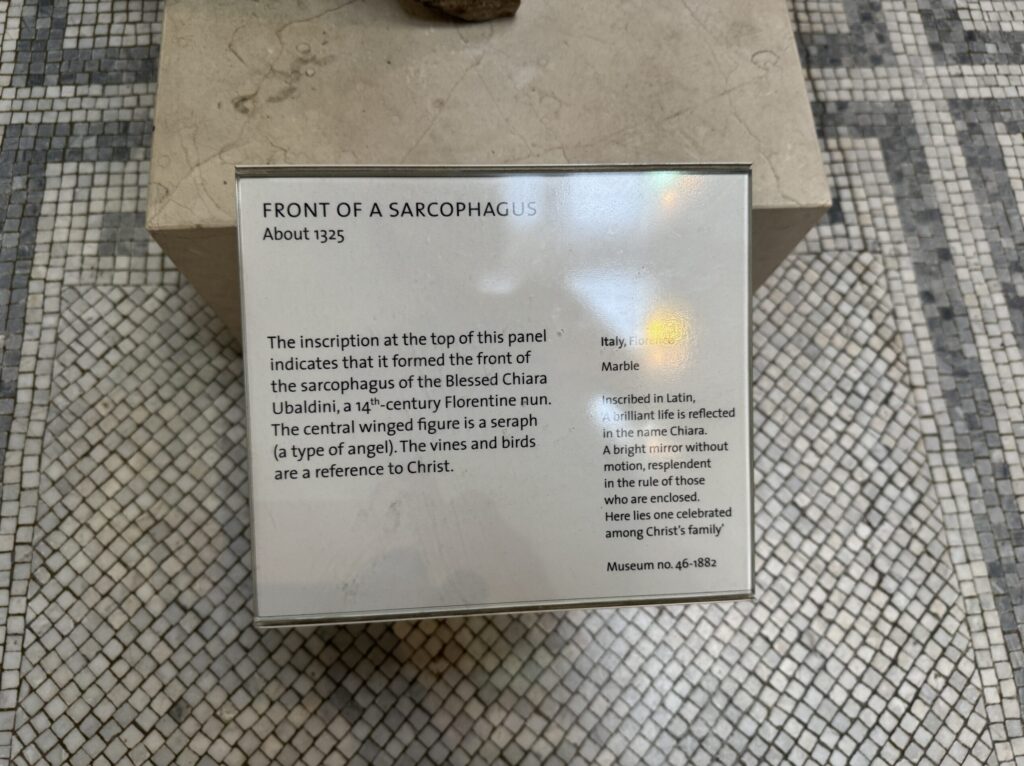 FRONT OF A SARCOPHAGUS
About 1325
The inscription at the top of this panel
indicates that it formed the front of
the sarcophagus of the Blessed Chiara
Ubaldini, a 14th-century Florentine nun.
The central winged figure is a seraph
(a type of angel). The vines and birds
are a reference to Christ.
Italy, Florence
Marble
Inscribed in Latin,
‘A brilliant life is reflected
in the name Chiara.
A bright mirror without
motion, resplendent
in the rule of those
who are enclosed.
Here lies one celebrated
among Christ's family’
Museum no. 46-1882